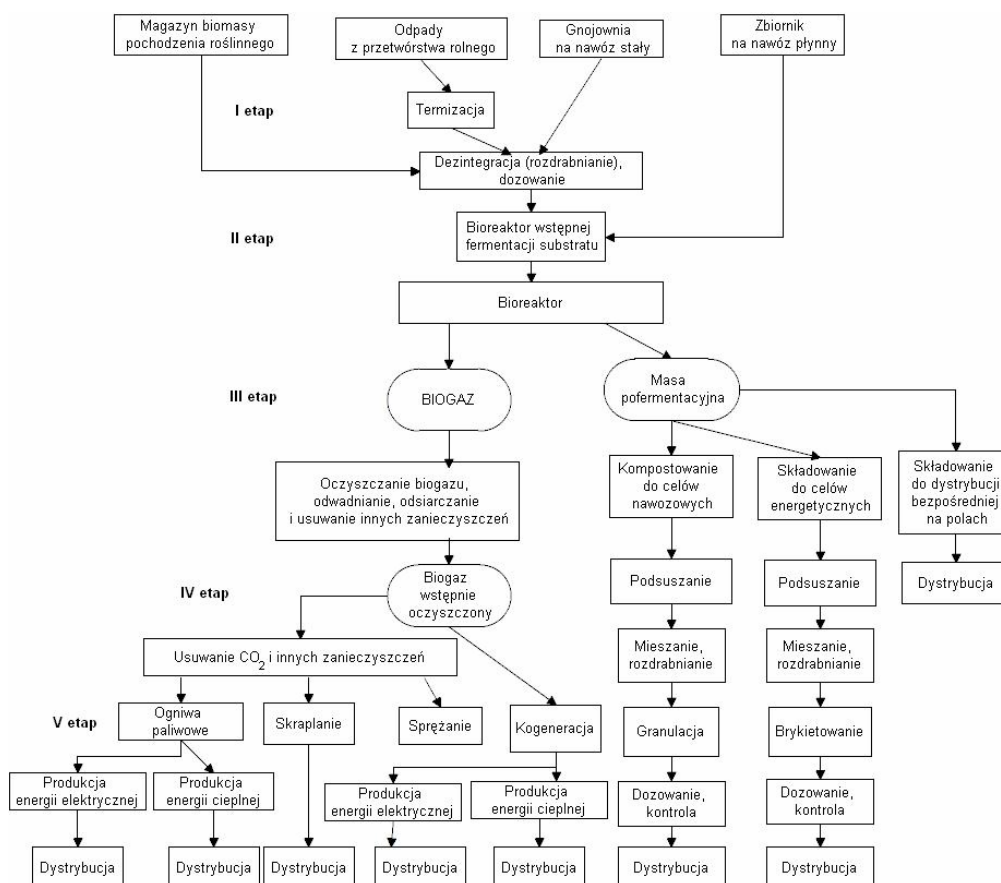 Magazyn biomasy
pochodzenia roślinnego
Odpady
z przetwórstwa rolnego
Gnojownia
na nawóz stały
Zbiornik
na nawóz płynny
I etap
Termizacja
Dezintegracja (rozdrabnianie),
dozowanie
II etap
Bioreaktor wstępnej
fermentacji substratu
Bioreaktor
III etap
BIOGAZ
Masa
pofermentacyjna
Oczyszczanie biogazu,
odwadnianie, odsiarczanie
i usuwanie innych zanieczyszczeń
Kompostowanie
do celów
nawozowych
Składowanie
do celów
energetycznych
Składowanie
do dystrybucji
bezpośredniej
na polach
IV etap
Biogaz
wstępnie
oczyszczony
Podsuszanie
Podsuszanie
Dystrybucja
Usuwanie CO2 i innych zanieczyszczeń
Mieszanie,
rozdrabnianie
Mieszanie,
rozdrabnianie
V etap
Ogniwa
paliwowe
Skraplanie
Sprężanie
Kogeneracja
Granulacja
Brykietowanie
Produkcja
energii elektrycznej
Produkcja
energii cieplnej
Produkcja
energii elektrycznej
Produkcja
energii cieplnej
Dozowanie,
kontrola
Dozowanie,
kontrola
Dystrybucja
Dystrybucja
Dystrybucja
Dystrybucja
Dystrybucja
Dystrybucja
Dystrybucja